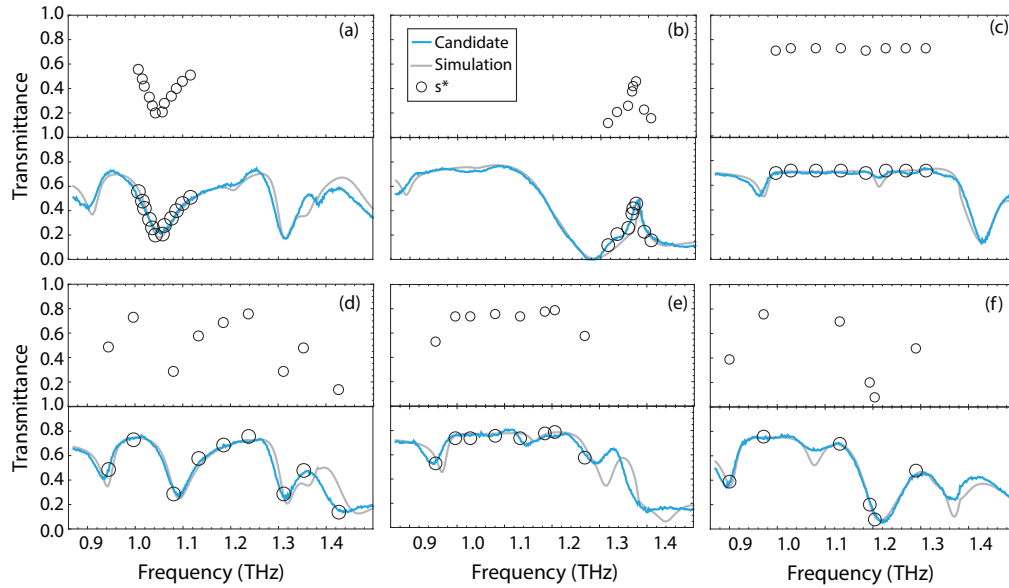 (a)
(b)
(c)
Candidate
Simulation
s*
Transmittance
1.0
0.8
0.6
0.4
0.2
1.0
0.8
0.6
0.4
0.2
0.0
(d)
(e)
(f)
Transmittance
1.0
0.8
0.6
0.4
0.2
1.0
0.8
0.6
0.4
0.2
0.0
0.9 1.0 1.1 1.2 1.3 1.4
0.9 1.0 1.1 1.2 1.3 1.4
0.9 1.0 1.1 1.2 1.3 1.4
Frequency (THz)
Frequency (THz)
Frequency (THz)